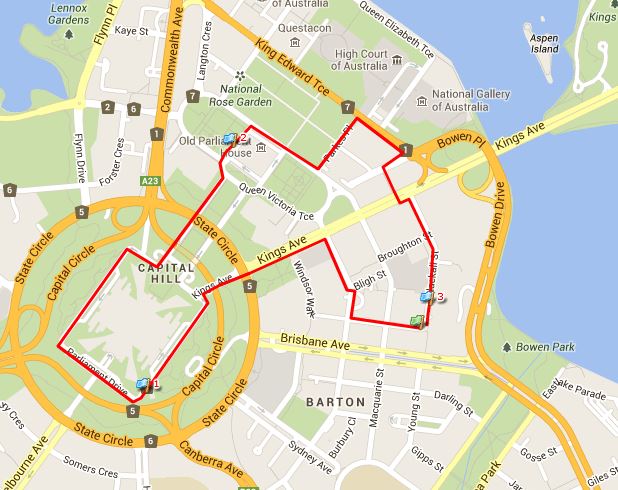 Lennox
Gardens
Flynn Pl
Kaye St
Commonwealth Ave
Langton Cres
Questacon
Queen Elizabeth Tce
King Edward Tce
High Court
of Australia
Aspen
Island
Kings
National
Rose Garden
National Gallery
of Australia
2
6
7
7
1
1
Flynn Drive
Forster Cres
Old Parliament
House
2
Bowen Pl
Kings Ave
A23
6
5
Queen Victoria Tce
State Circle
State Circle
Capital Circle
Kings Ave
Broughton St
Bowen Drive
CAPITAL
HILL
Kings Ave
5
Windsor Walk
Bligh St
3
Brisbane Ave
Bowen Park
Parliament Drive
1
Capital Circle
5
6
State Circle
State Circle
BARTON
Macquarie St
Young St
Darling St
Eastlake Parade
Burbury Cl
Sydney Ave
Gipps St
Gosse St
Giles St
Canberra Ave
Somers Cres